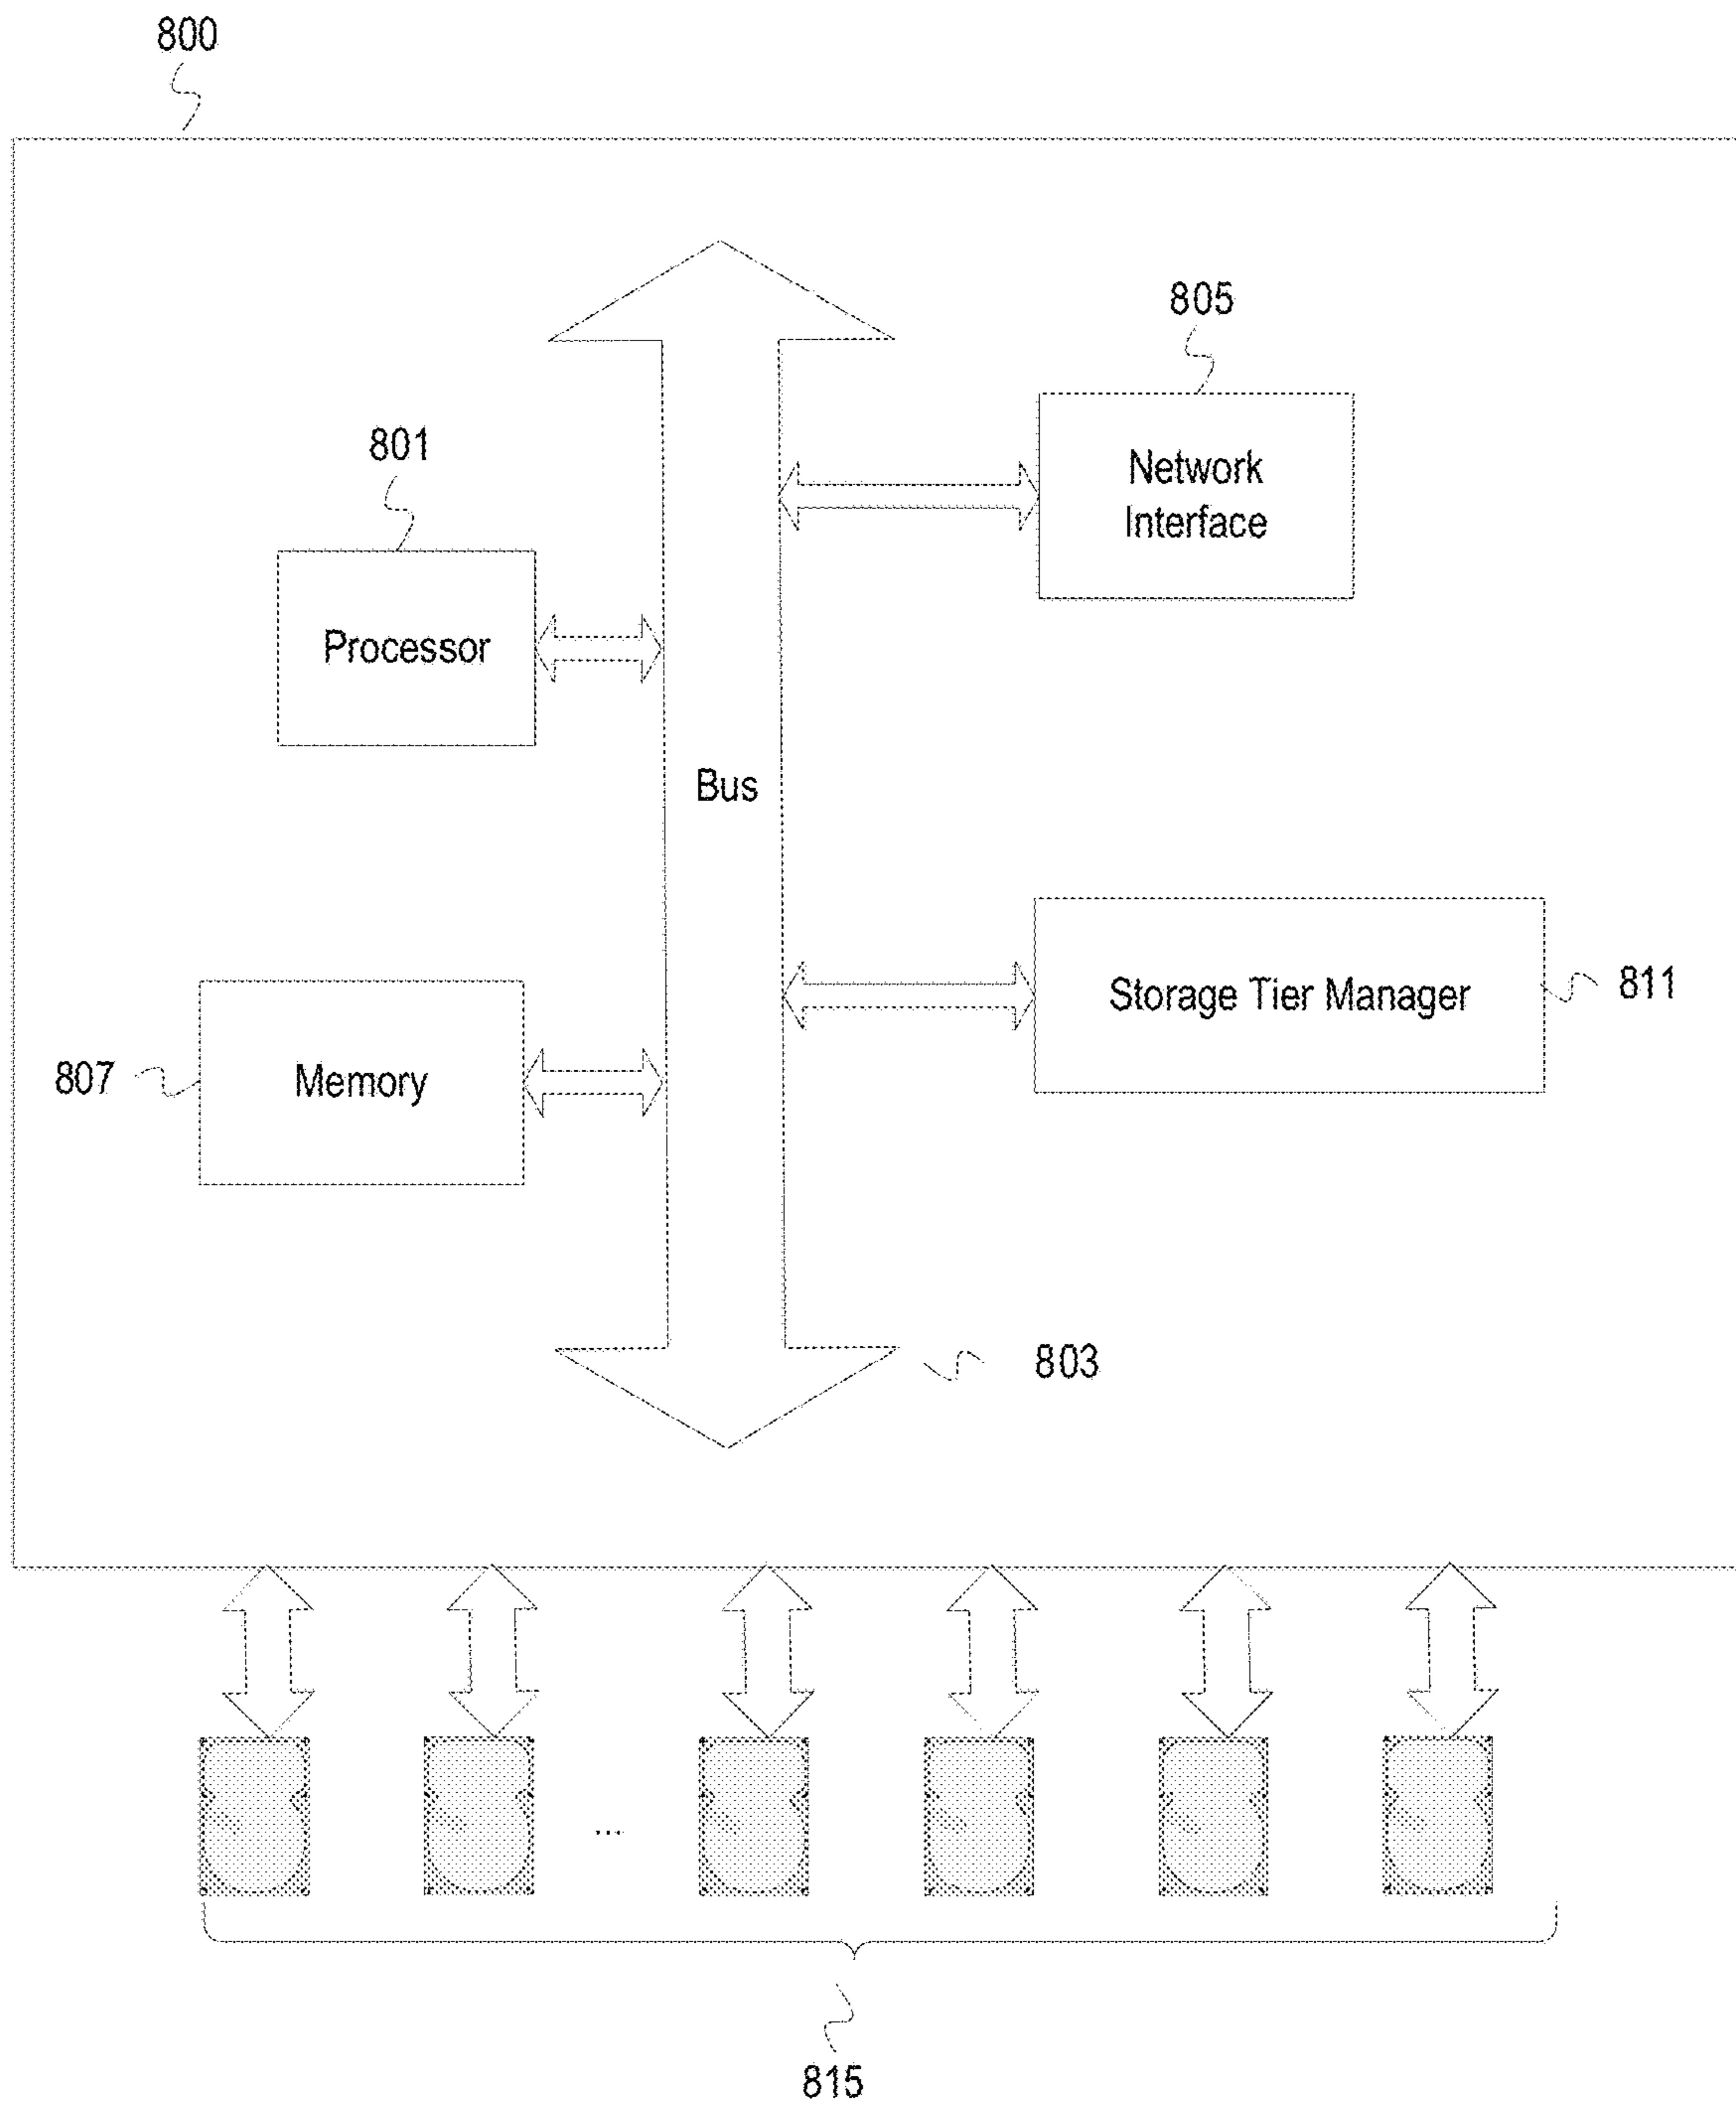 800
805
Network
Interface
801
Processor
Bus
Storage Tier Manager
811
807
Memory
803
...
815